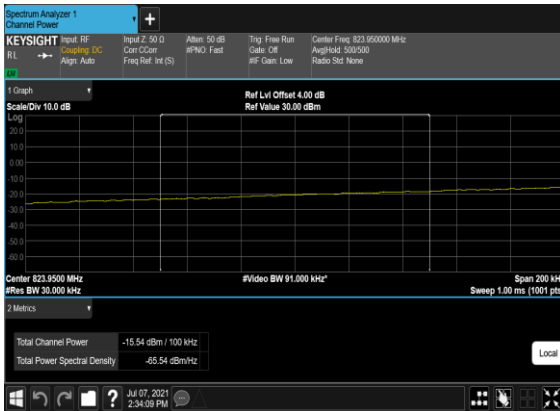 Spectrum Analyzer 1
Channel Power
+
KEYSIGHT Input: RF Input Z: 50 Ω Atten: 50 dB Trig: Free Run Center Freq: 823.950000 MHz
RL Coupling: DC Corr CCorr #PNO: Fast Gate: Off Avg|Hold: 500/500
Align: Auto Freq Ref: Int (S) #IF Gain: Low Radio Std: None
1 Graph
Ref Lvl Offset 4.00 dB
Scale/Div 10.0 dB Ref Value 30.00 dBm
Log
20.0
10.0
0.00
-10.0
-20.0
-30.0
-40.0
-50.0
-60.0
Center 823.9500 MHz #Video BW 91.000 kHz* Span 200 kH
#Res BW 30.000 kHz Sweep 1.00 ms (1001 pts
2 Metrics
Total Channel Power -15.54 dBm / 100 kHz
Total Power Spectral Density -65.54 dBm/Hz
Local
? Jul 07, 2021
2:34:09 PM